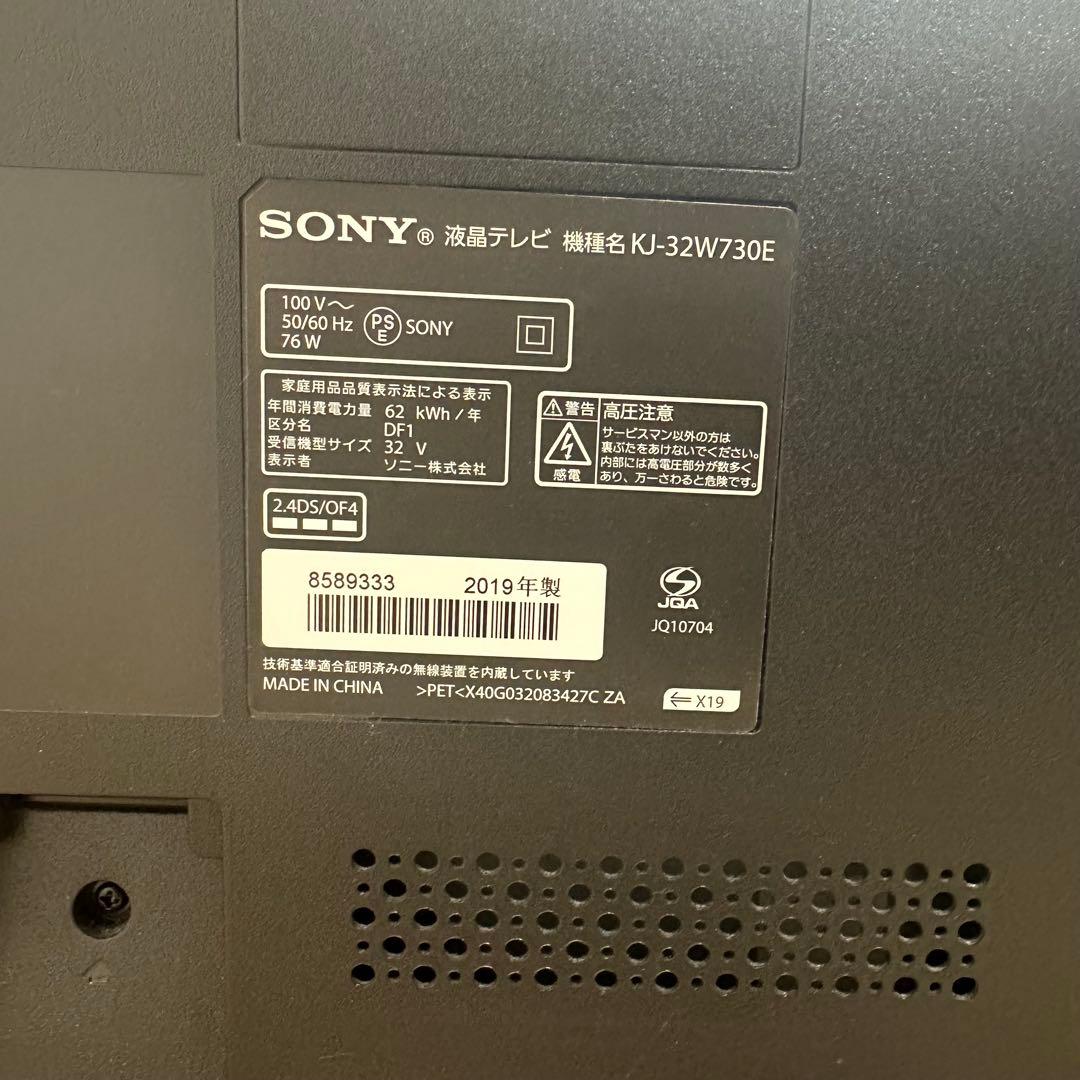 SONY® 液晶テレビ 機種名 KJ-32W730E
100 V～
50/60 Hz
76 W
PS
E
SONY
家庭用品品質表示法による表示
年間消費電力量 62 kWh / 年
区分名 DF1
受信機型サイズ 32 V
表示者 ソニー株式会社
警告 高圧注意
感電
サービスマン以外の方は
裏ぶたをあけないでください。
内部には高電圧部分が数多く
あり、万一さわると危険です。
2.4DS/OF4
8589333 2019年製
JQA
JQ10704
技術基準適合証明済みの無線装置を内蔵しています
MADE IN CHINA >PET<X40G032083427C ZA
X19